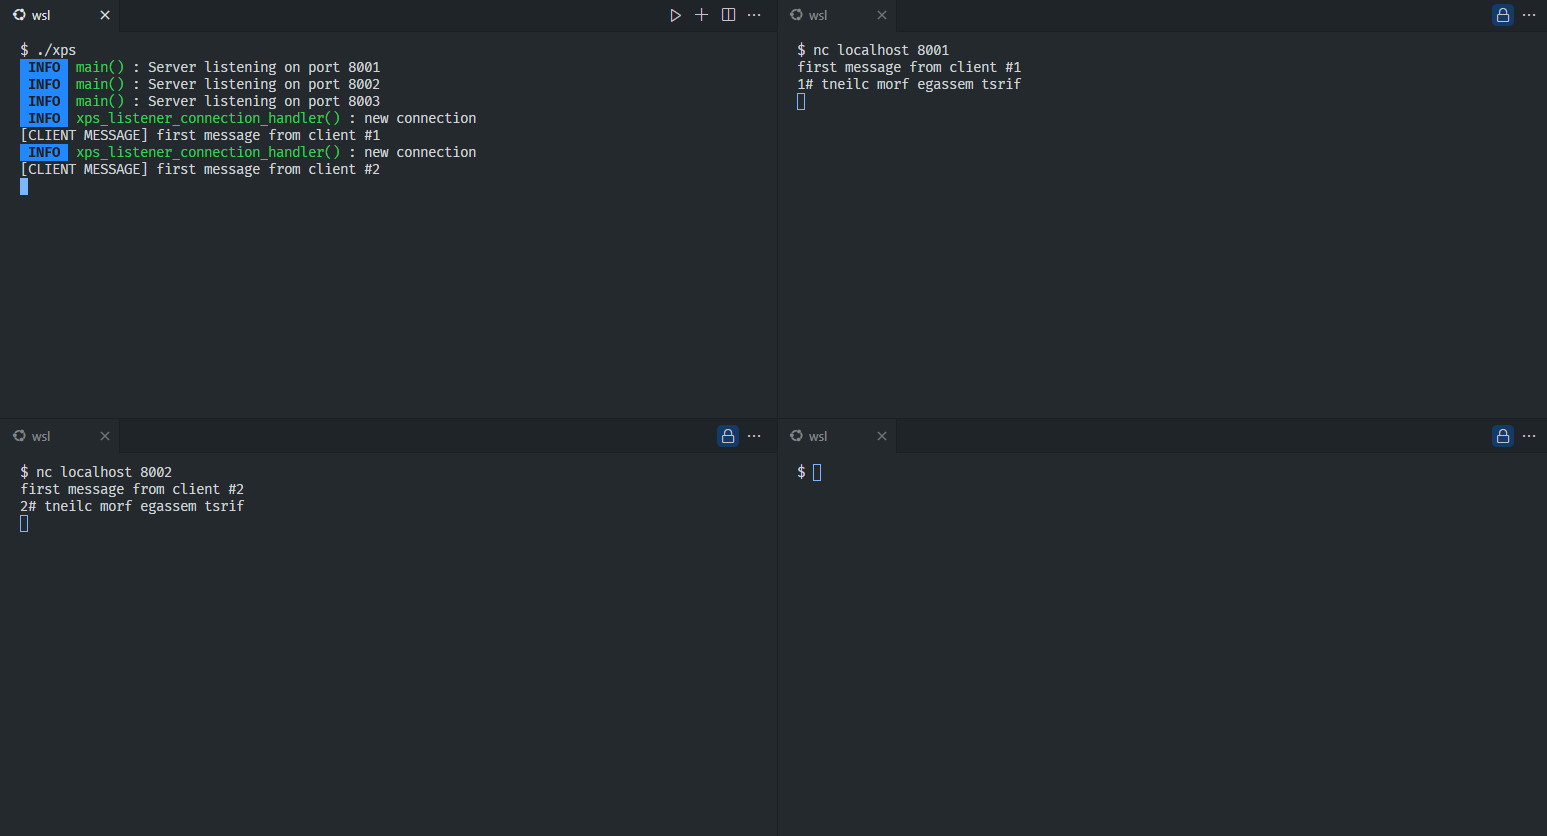 wsl
$ ./xps
INFO main() : Server listening on port 8001
INFO main() : Server listening on port 8002
INFO main() : Server listening on port 8003
INFO xps_listener_connection_handler() : new connection
[CLIENT MESSAGE] first message from client #1
INFO xps_listener_connection_handler() : new connection
[CLIENT MESSAGE] first message from client #2
wsl
$ nc localhost 8001
first message from client #1
1# tneilc morf egassem tsrif
wsl
$ nc localhost 8002
first message from client #2
2# tneilc morf egassem tsrif
wsl
$